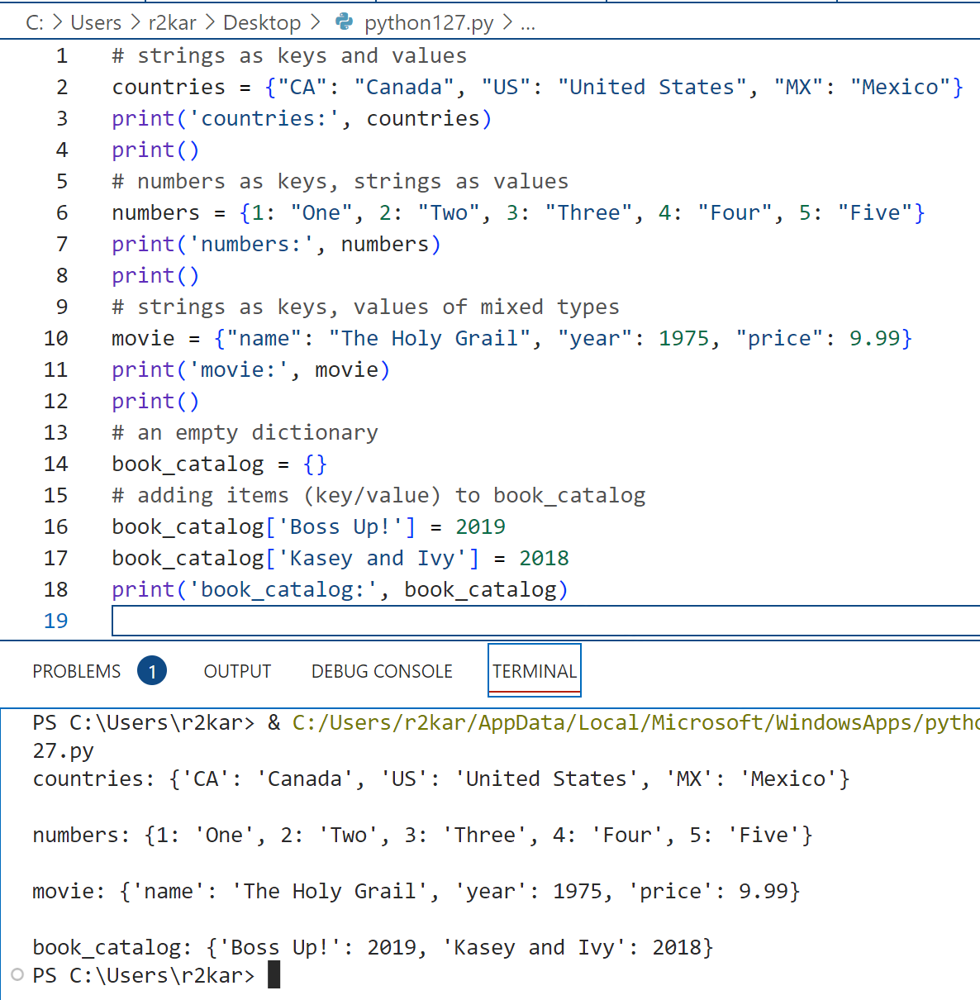 C: > Users > r2kar > Desktop > python127.py > ...
1 # strings as keys and values
2 countries = {"CA": "Canada", "US": "United States", "MX": "Mexico"}
3 print('countries:', countries)
4 print()
5 # numbers as keys, strings as values
6 numbers = {1: "One", 2: "Two", 3: "Three", 4: "Four", 5: "Five"}
7 print('numbers:', numbers)
8 print()
9 # strings as keys, values of mixed types
10 movie = {"name": "The Holy Grail", "year": 1975, "price": 9.99}
11 print('movie:', movie)
12 print()
13 # an empty dictionary
14 book_catalog = {}
15 # adding items (key/value) to book_catalog
16 book_catalog['Boss Up!'] = 2019
17 book_catalog['Kasey and Ivy'] = 2018
18 print('book_catalog:', book_catalog)
19
PROBLEMS 1 OUTPUT DEBUG CONSOLE TERMINAL
PS C:\Users\r2kar> & C:/Users/r2kar/AppData/Local/Microsoft/WindowsApps/pytho
27.py
countries: {'CA': 'Canada', 'US': 'United States', 'MX': 'Mexico'}
numbers: {1: 'One', 2: 'Two', 3: 'Three', 4: 'Four', 5: 'Five'}
movie: {'name': 'The Holy Grail', 'year': 1975, 'price': 9.99}
book_catalog: {'Boss Up!': 2019, 'Kasey and Ivy': 2018}
PS C:\Users\r2kar>